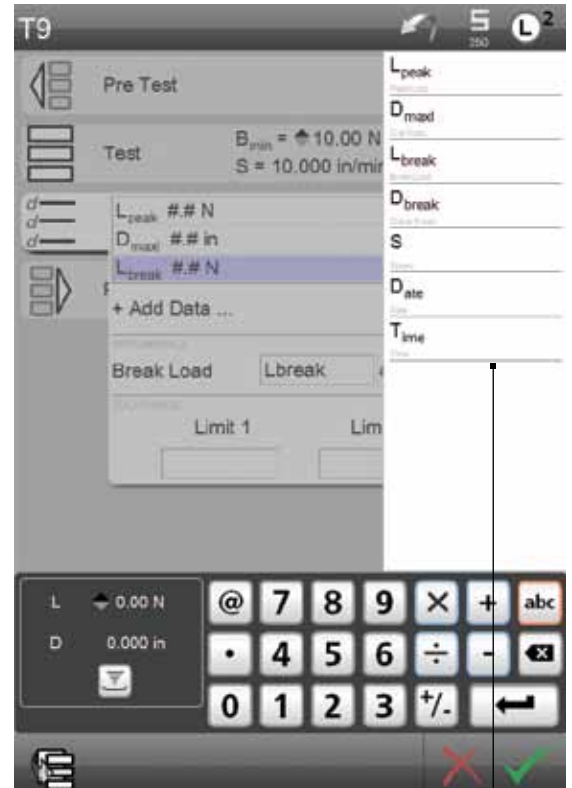 T9
S
250
L2
Pre Test
Test
Bmin = 10.00 N
S = 10.000 in/min
d
d
d
Lpeak #.# N
Dmaxl #.## in
Lbreak #.# N
+ Add Data ...
Break Load Lbreak
Limit 1 Lim
Lpeak
Dmaxl
Lbreak
Dbreak
S
Date
Time
L 0.00 N
D 0.000 in
@ 7 8 9 × + abc
. 4 5 6 ÷ -
0 1 2 3 +/-